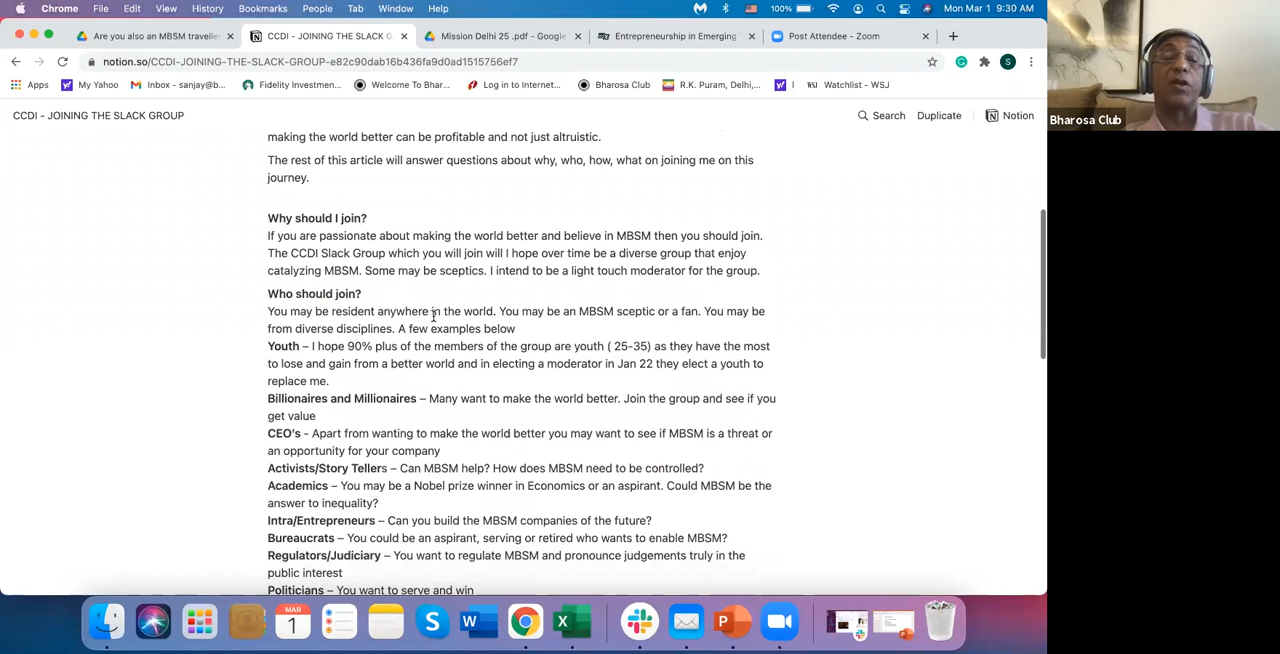 Chrome File Edit View History Bookmarks People Tab Window Help 100% Mon Mar 1 9:30 AM
Are you also an MBSM travelle CCDI - JOINING THE SLACK G Mission Delhi 25 .pdf - Google Entrepreneurship in Emerging Post Attendee - Zoom
notion.so/CCDI-JOINING-THE-SLACK-GROUP-e82c90dab16b436fa9d0ad1515756ef7 S
Apps My Yahoo Inbox - sanjay@b... Fidelity Investmen... Welcome To Bhar... Log in to Internet... Bharosa Club R.K. Puram, Delhi,... I WSJ Watchlist - WSJ
CCDI - JOINING THE SLACK GROUP Search Duplicate Notion
Bharosa Club
making the world better can be profitable and not just altruistic.
The rest of this article will answer questions about why, who, how, what on joining me on this
journey.
Why should I join?
If you are passionate about making the world better and believe in MBSM then you should join.
The CCDI Slack Group which you will join will I hope over time be a diverse group that enjoy
catalyzing MBSM. Some may be sceptics. I intend to be a light touch moderator for the group.
Who should join?
You may be resident anywhere in the world. You may be an MBSM sceptic or a fan. You may be
from diverse disciplines. A few examples below
Youth – I hope 90% plus of the members of the group are youth ( 25-35) as they have the most
to lose and gain from a better world and in electing a moderator in Jan 22 they elect a youth to
replace me.
Billionaires and Millionaires – Many want to make the world better. Join the group and see if you
get value
CEO's - Apart from wanting to make the world better you may want to see if MBSM is a threat or
an opportunity for your company
Activists/Story Tellers – Can MBSM help? How does MBSM need to be controlled?
Academics – You may be a Nobel prize winner in Economics or an aspirant. Could MBSM be the
answer to inequality?
Intra/Entrepreneurs – Can you build the MBSM companies of the future?
Bureaucrats – You could be an aspirant, serving or retired who wants to enable MBSM?
Regulators/Judiciary – You want to regulate MBSM and pronounce judgements truly in the
public interest
Politicians – You want to serve and win
MAR
1